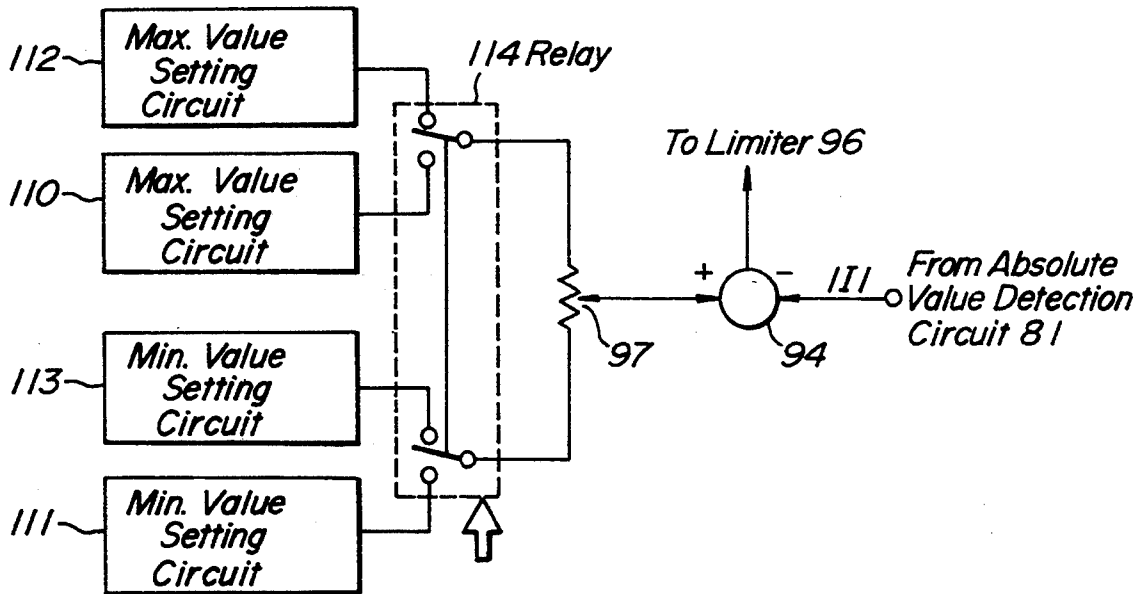 112
Max. Value
Setting
Circuit
114 Relay
110
Max. Value
Setting
Circuit
To Limiter 96
+
-
|I|
From Absolute
Value Detection
Circuit 81
97
94
113
Min. Value
Setting
Circuit
111
Min. Value
Setting
Circuit